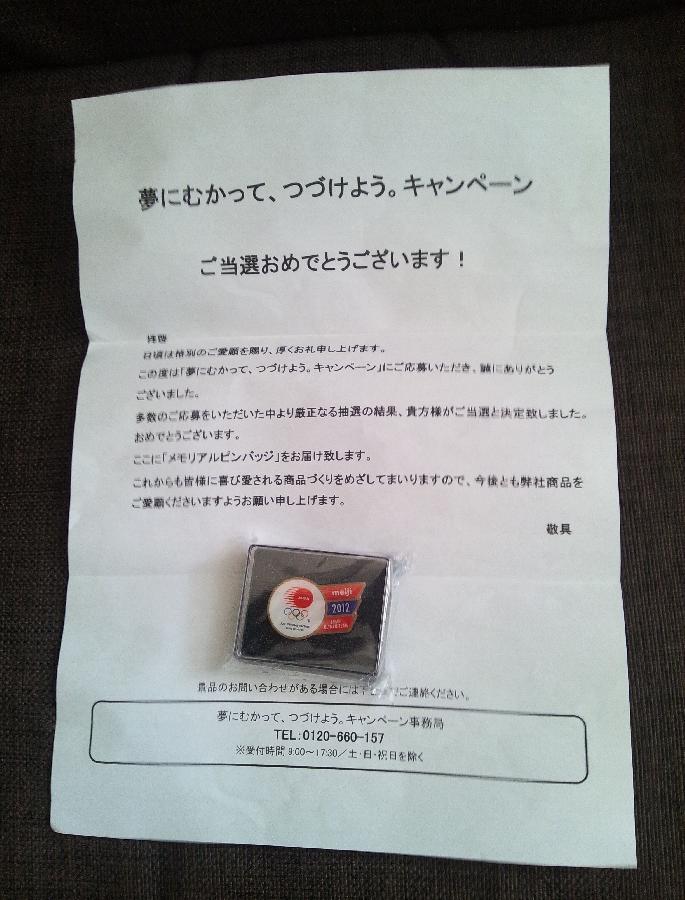 夢にむかって、つづけよう。キャンペーン
ご当選おめでとうございます！
拝啓
日頃は格別のご愛顧を賜り、厚くお礼申し上げます。
この度は「夢にむかって、つづけよう。キャンペーン」にご応募いただき、誠にありがとう
ございました。
多数のご応募をいただいた中より厳正なる抽選の結果、貴方様がご当選と決定致しました。
おめでとうございます。
ここに「メモリアルピンバッジ」をお届け致します。
これからも皆様に喜び愛される商品づくりをめざしてまいりますので、今後とも弊社商品を
ご愛顧くださいますようお願い申し上げます。
敬具
meiji
2012
賞品のお問い合わせがある場合には下 でご連絡ください。
夢にむかって、つづけよう。キャンペーン事務局
TEL:0120-660-157
※受付時間 9:00～17:30／土・日・祝日を除く